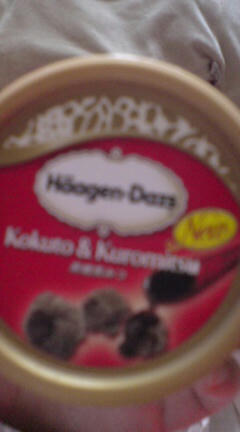 Häagen-Dazs
New
Kokuto & Kuromitsu